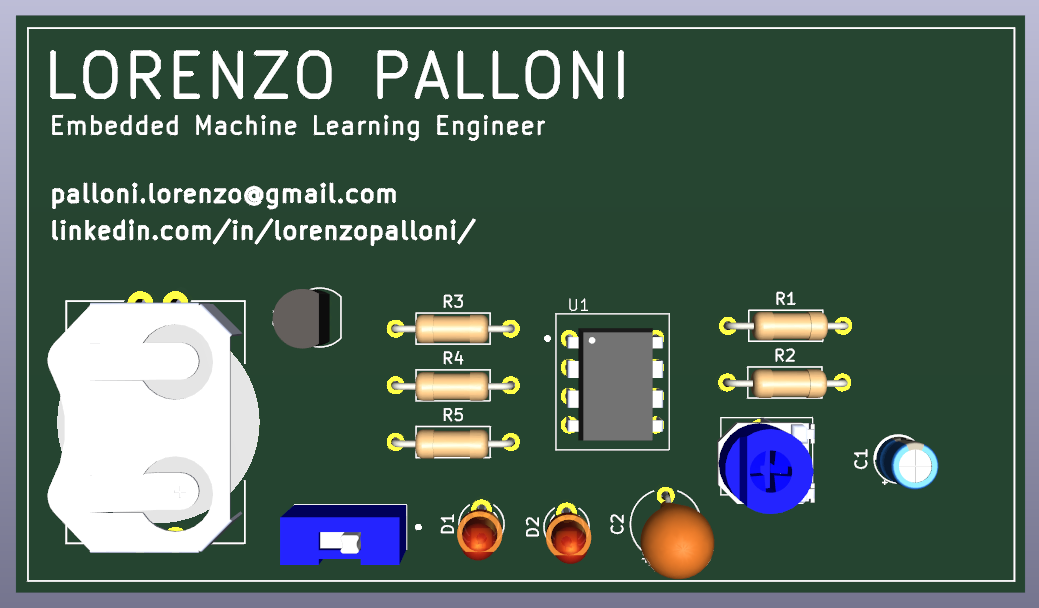 LORENZO PALLONI
Embedded Machine Learning Engineer
palloni.lorenzo@gmail.com
linkedin.com/in/lorenzopalloni/
R3
R4
R5
U1
R1
R2
C1
D1
D2
C2